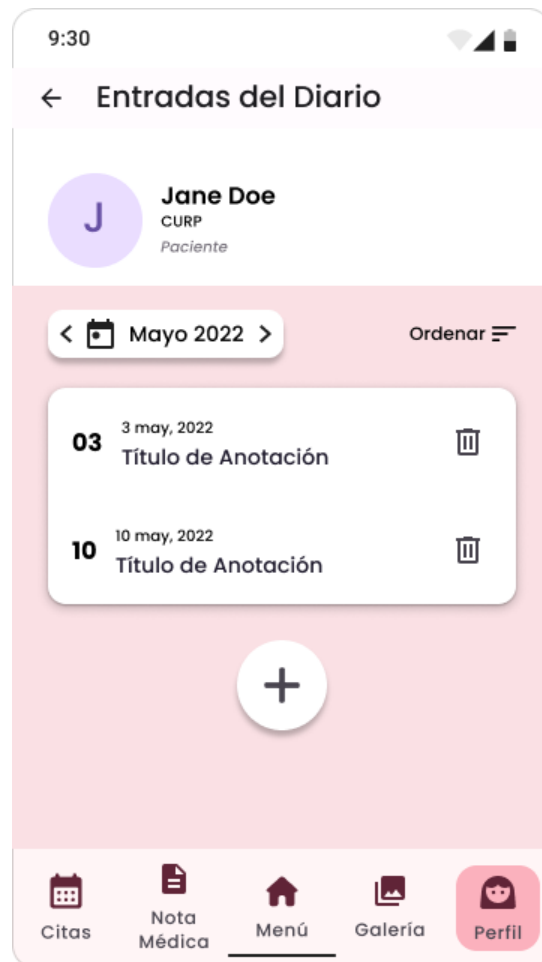 9:30
Entradas del Diario
J
Jane Doe
CURP
Paciente
Mayo 2022
Ordenar
03
3 may, 2022
Título de Anotación
10
10 may, 2022
Título de Anotación
Citas
Nota
Médica
Menú
Galería
Perfil